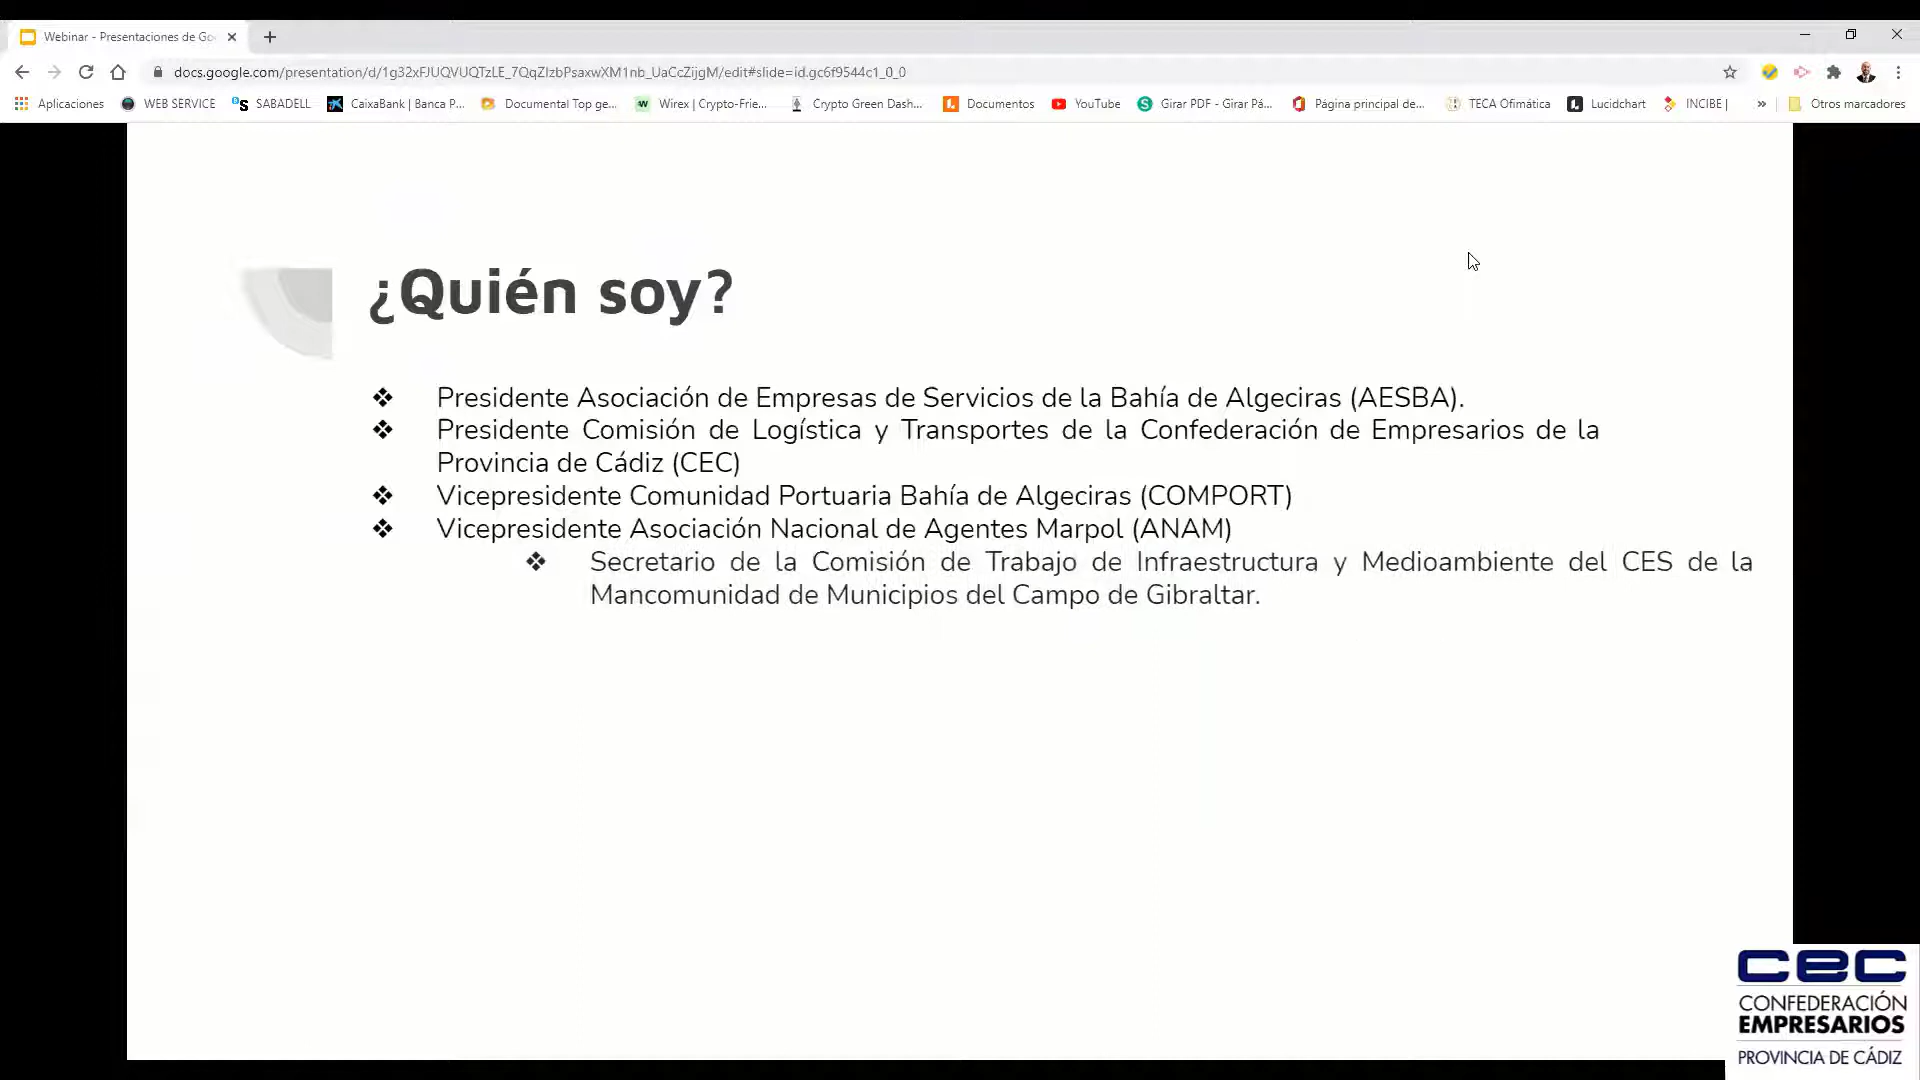 Webinar - Presentaciones de Go
docs.google.com/presentation/d/1g32xFJUQVUQTzLE_7QqZIzbPsaxwXM1nb_UaCcZijgM/edit#slide=id.gc6f9544c1_0_0
Aplicaciones WEB SERVICE SABADELL CaixaBank | Banca P... Documental Top ge... Wirex | Crypto-Frie... Crypto Green Dash... Documentos YouTube Girar PDF - Girar Pá... Página principal de... TECA Ofimática Lucidchart INCIBE | » Otros marcadores
¿Quién soy?
❖ Presidente Asociación de Empresas de Servicios de la Bahía de Algeciras (AESBA).
❖ Presidente Comisión de Logística y Transportes de la Confederación de Empresarios de la
Provincia de Cádiz (CEC)
❖ Vicepresidente Comunidad Portuaria Bahía de Algeciras (COMPORT)
❖ Vicepresidente Asociación Nacional de Agentes Marpol (ANAM)
❖ Secretario de la Comisión de Trabajo de Infraestructura y Medioambiente del CES de la
Mancomunidad de Municipios del Campo de Gibraltar.
cec
CONFEDERACIÓN
EMPRESARIOS
PROVINCIA DE CÁDIZ